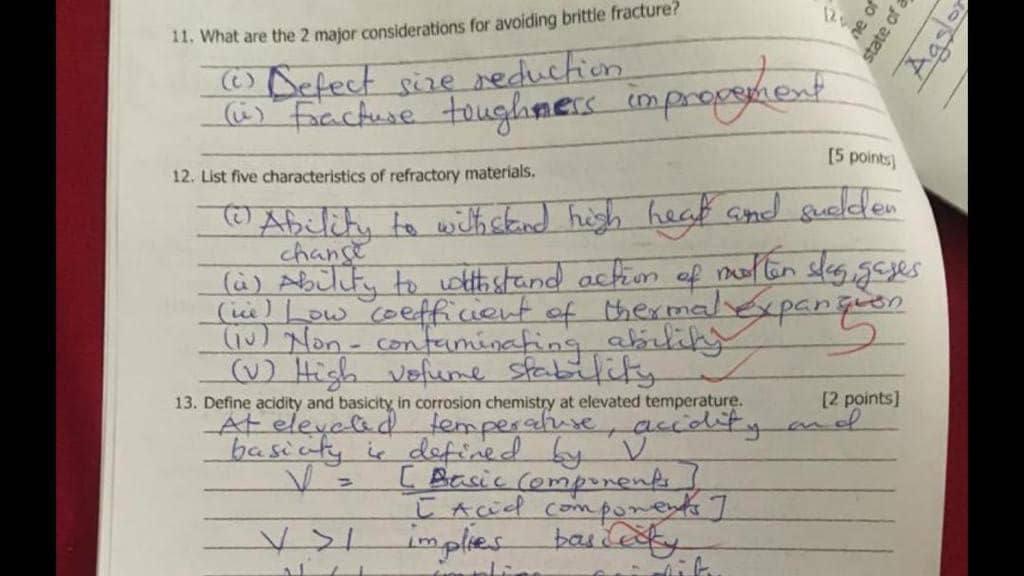 11. What are the 2 major considerations for avoiding brittle fracture?
(i) Defect size reduction
(ii) Fracture toughness improvement
[5 points]
12. List five characteristics of refractory materials.
(i) Ability to withstand high heat and sudden
change
(ii) Ability to withstand action of molten slag, gases
(iii) Low coefficient of thermal expansion
(iv) Non-contaminating ability
(v) High volume stability
5
13. Define acidity and basicity in corrosion chemistry at elevated temperature. [2 points]
At elevated temperature, acidity and
basicity is defined by V
V = [Basic Components]
[Acid components]
V > 1 implies basicity
state of